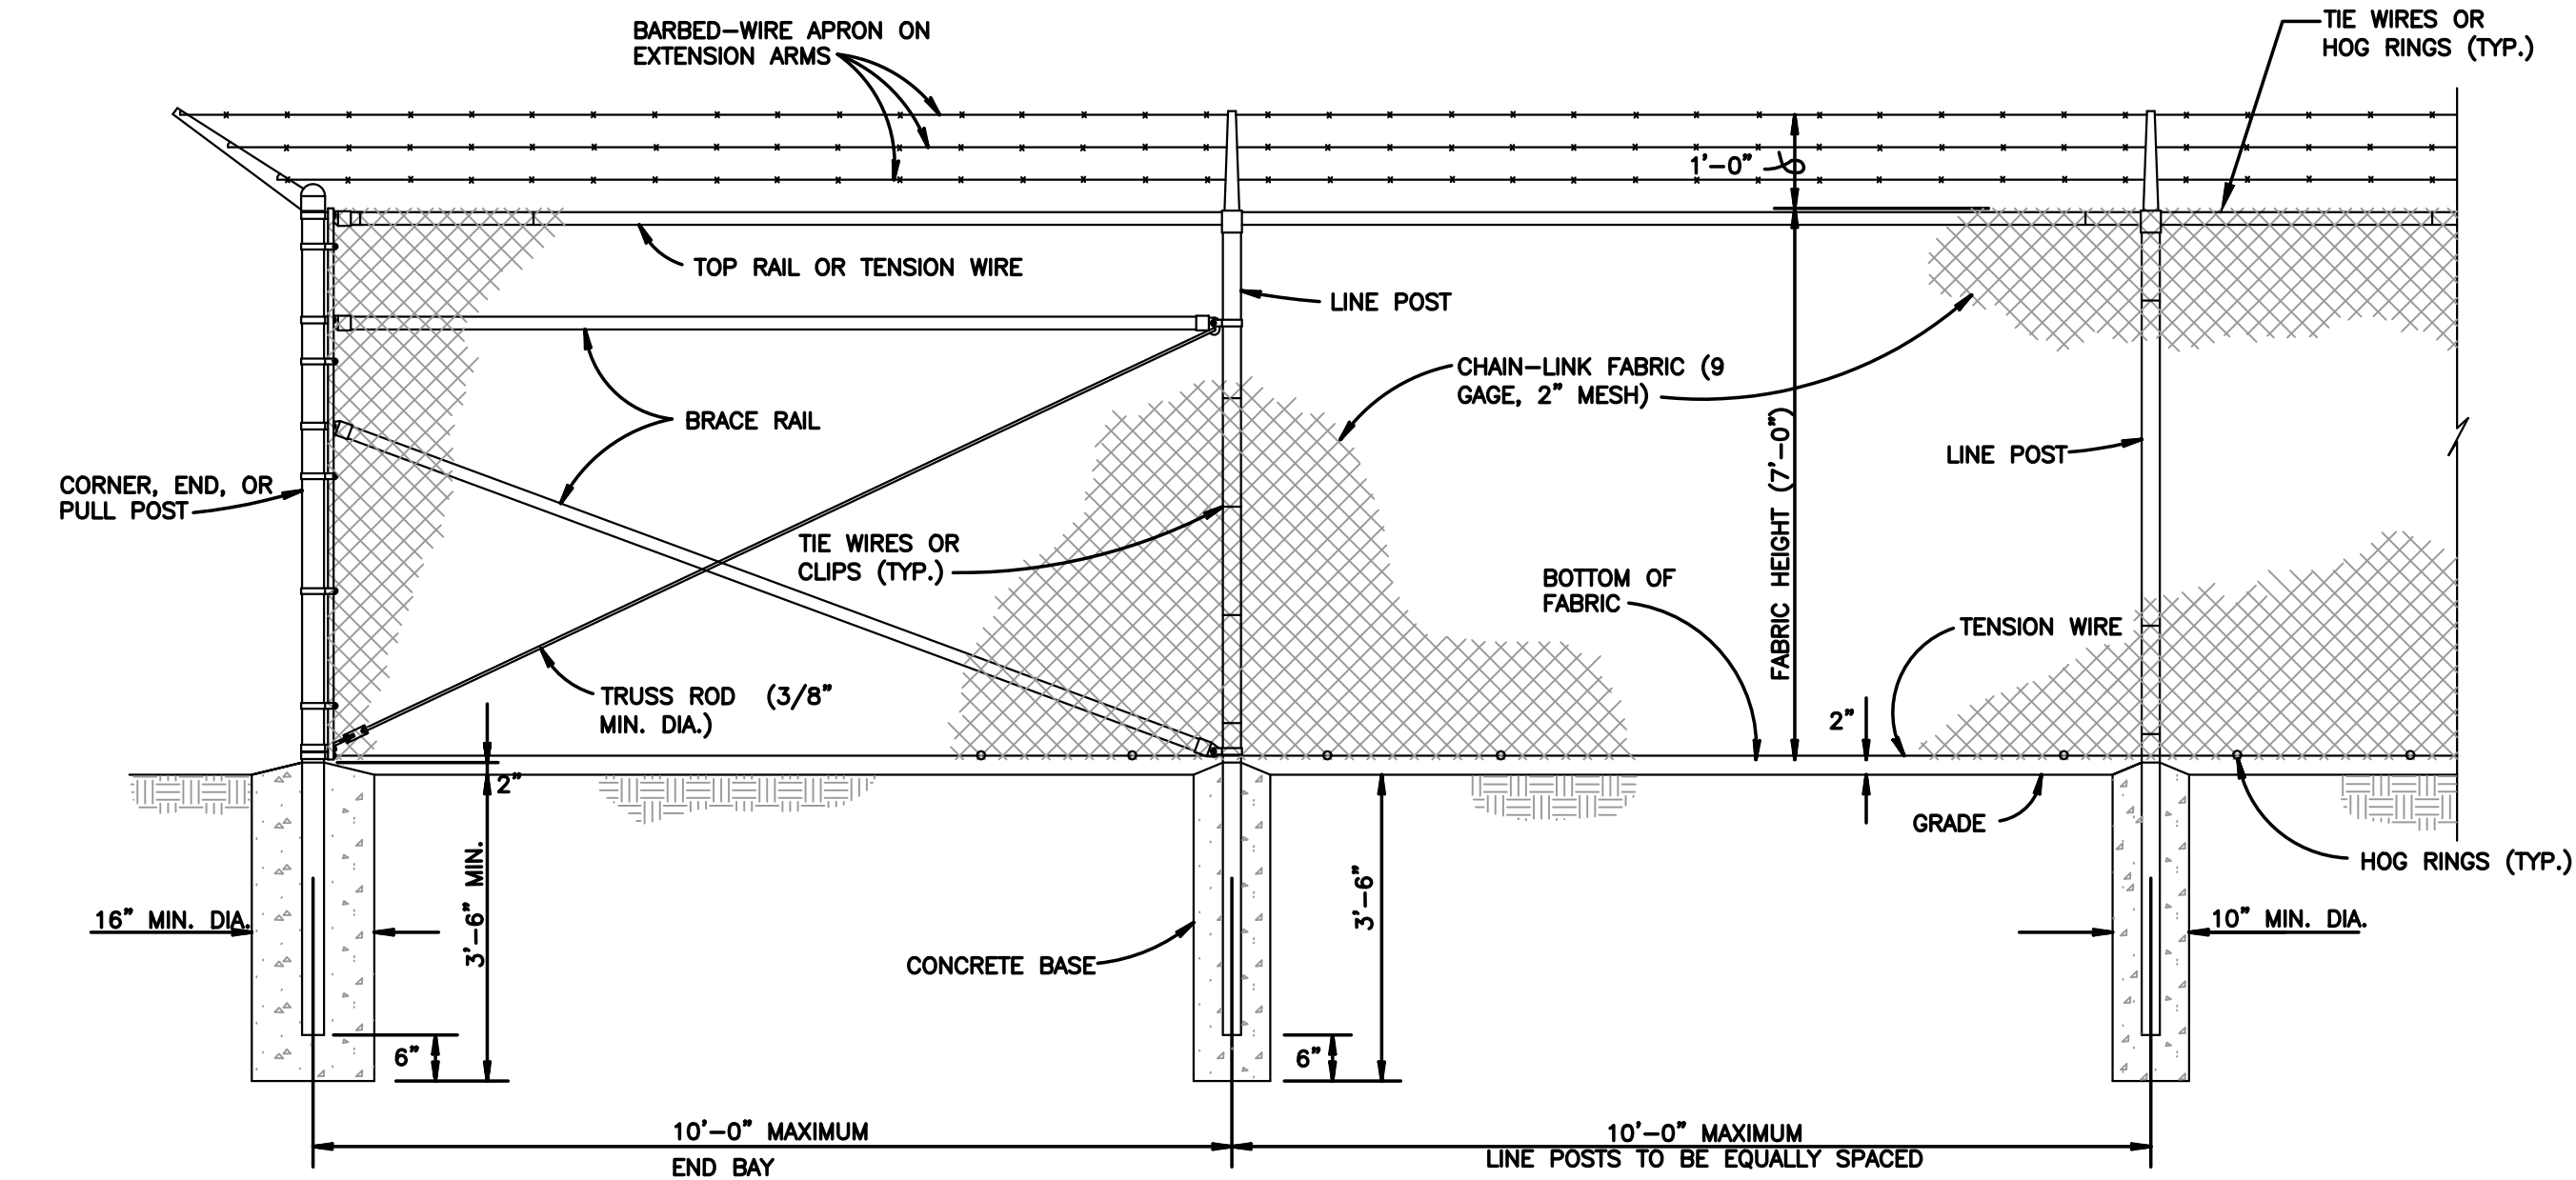 BARBED-WIRE APRON ON
EXTENSION ARMS
TIE WIRES OR
HOG RINGS (TYP.)
1'-0"
TOP RAIL OR TENSION WIRE
LINE POST
CHAIN-LINK FABRIC (9
GAGE, 2" MESH)
BRACE RAIL
FABRIC HEIGHT (7'-0")
LINE POST
CORNER, END, OR
PULL POST
TIE WIRES OR
CLIPS (TYP.)
BOTTOM OF
FABRIC
TENSION WIRE
TRUSS ROD (3/8"
MIN. DIA.)
2"
2"
GRADE
HOG RINGS (TYP.)
3'-6" MIN.
3'-6"
16" MIN. DIA.
10" MIN. DIA.
CONCRETE BASE
6"
6"
10'-0" MAXIMUM
END BAY
10'-0" MAXIMUM
LINE POSTS TO BE EQUALLY SPACED